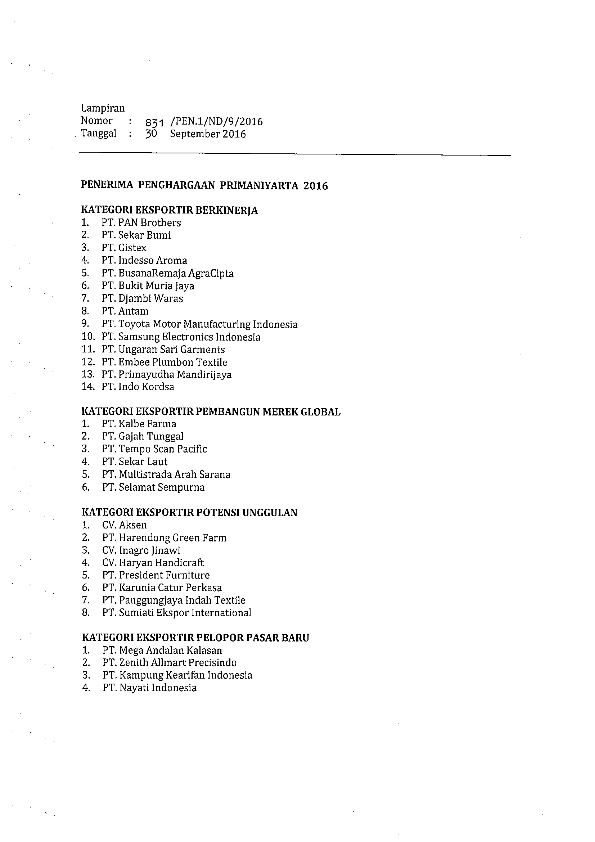 Lampiran
Nomor : 831 /PEN.1/ND/9/2016
Tanggal : 30 September 2016
PENERIMA PENGHARGAAN PRIMANIYARTA 2016
KATEGORI EKSPORTIR BERKINERJA
1. PT. PAN Brothers
2. PT. Sekar Bumi
3. PT. Gistex
4. PT. Indesso Aroma
5. PT. BusanaRemaja AgraCipta
6. PT. Bukit Muria Jaya
7. PT. Djambi Waras
8. PT. Antam
9. PT. Toyota Motor Manufacturing Indonesia
10. PT. Samsung Electronics Indonesia
11. PT. Ungaran Sari Garments
12. PT. Embee Plumbon Textile
13. PT. Primayudha Mandirijaya
14. PT. Indo Kordsa
KATEGORI EKSPORTIR PEMBANGUN MEREK GLOBAL
1. PT. Kalbe Farma
2. PT. Gajah Tunggal
3. PT. Tempo Scan Pacific
4. PT. Sekar Laut
5. PT. Multistrada Arah Sarana
6. PT. Selamat Sempurna
KATEGORI EKSPORTIR POTENSI UNGGULAN
1. CV. Aksen
2. PT. Harendong Green Farm
3. CV. Inagro Jinawi
4. CV. Haryan Handicraft
5. PT. President Furniture
6. PT. Karunia Catur Perkasa
7. PT. Panggungjaya Indah Textile
8. PT. Sumiati Ekspor International
KATEGORI EKSPORTIR PELOPOR PASAR BARU
1. PT. Mega Andalan Kalasan
2. PT. Zenith Allmart Precisindo
3. PT. Kampung Kearifan Indonesia
4. PT. Nayati Indonesia